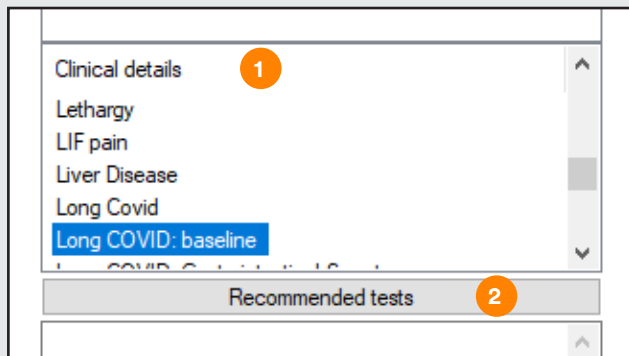 Clinical details 1
Lethargy
LIF pain
Liver Disease
Long Covid
Long COVID: baseline
Recommended tests 2